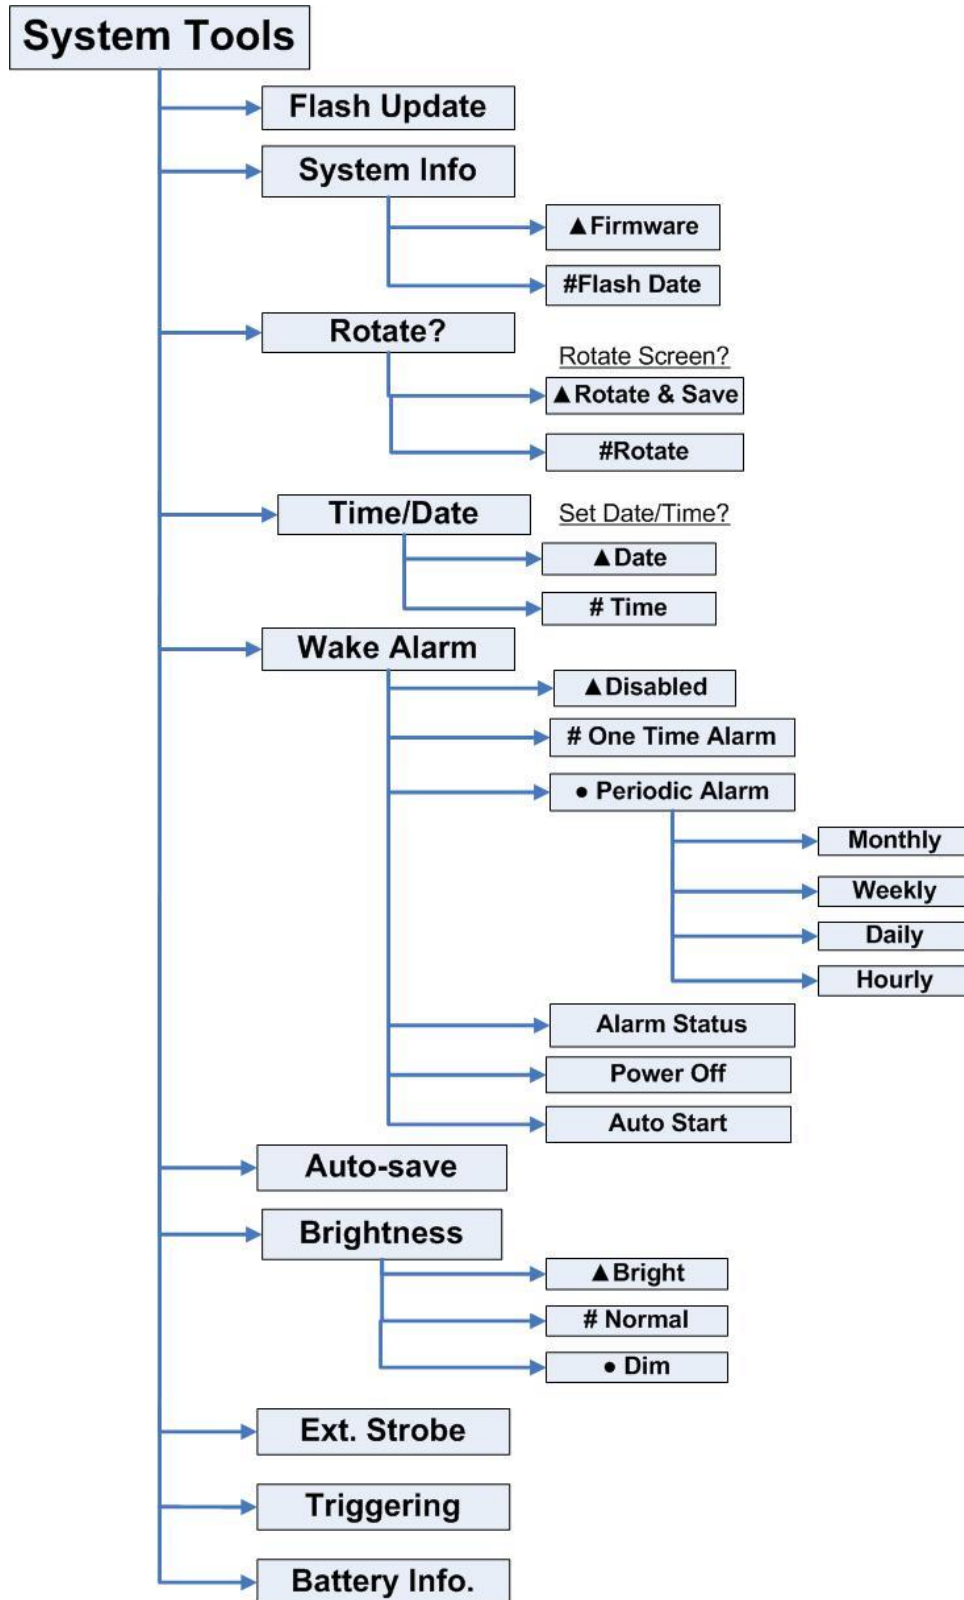 System Tools
Flash Update
System Info
▲Firmware
#Flash Date
Rotate?
Rotate Screen?
▲Rotate & Save
#Rotate
Time/Date
Set Date/Time?
▲Date
# Time
Wake Alarm
▲Disabled
# One Time Alarm
● Periodic Alarm
Monthly
Weekly
Daily
Hourly
Alarm Status
Power Off
Auto Start
Auto-save
Brightness
▲Bright
# Normal
● Dim
Ext. Strobe
Triggering
Battery Info.